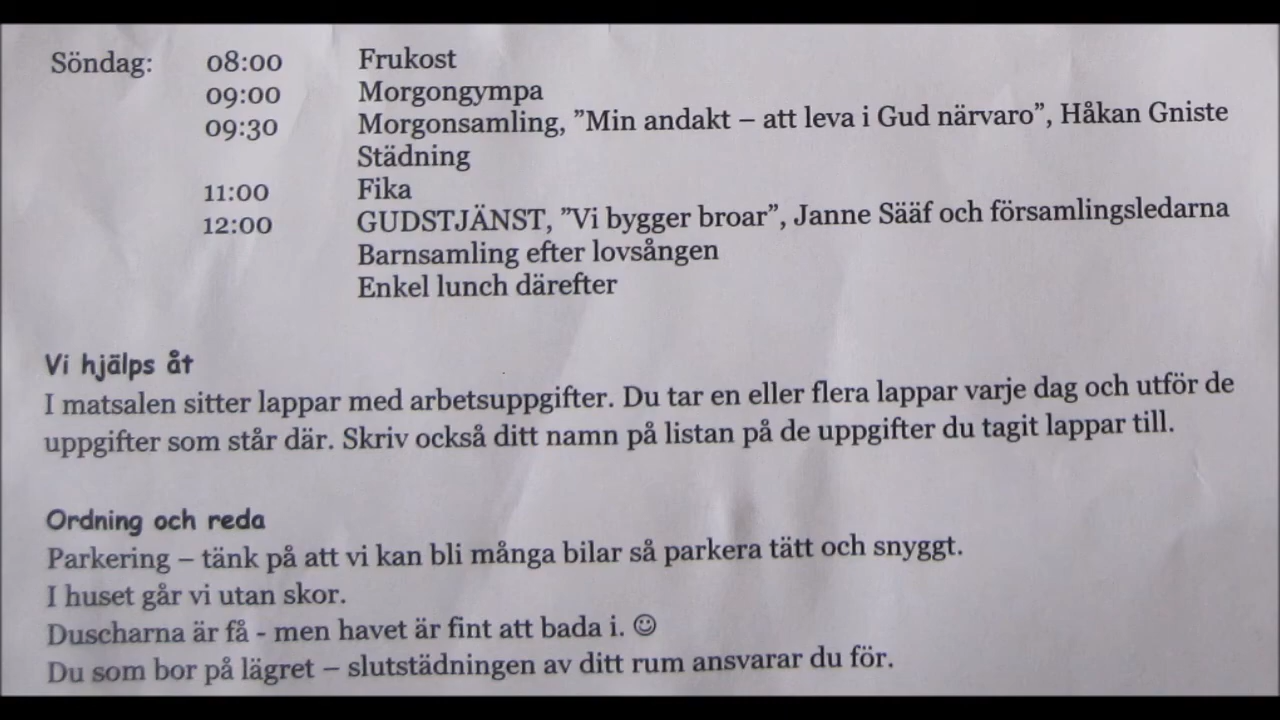 Söndag: 08:00 Frukost
09:00 Morgongympa
09:30 Morgonsamling, ”Min andakt – att leva i Gud närvaro”, Håkan Gniste
Städning
11:00 Fika
12:00 GUDSTJÄNST, ”Vi bygger broar”, Janne Sääf och församlingsledarna
Barnsamling efter lovsången
Enkel lunch därefter
Vi hjälps åt
I matsalen sitter lappar med arbetsuppgifter. Du tar en eller flera lappar varje dag och utför de
uppgifter som står där. Skriv också ditt namn på listan på de uppgifter du tagit lappar till.
Ordning och reda
Parkering – tänk på att vi kan bli många bilar så parkera tätt och snyggt.
I huset går vi utan skor.
Duscharna är få - men havet är fint att bada i. ☺
Du som bor på lägret – slutstädningen av ditt rum ansvarar du för.